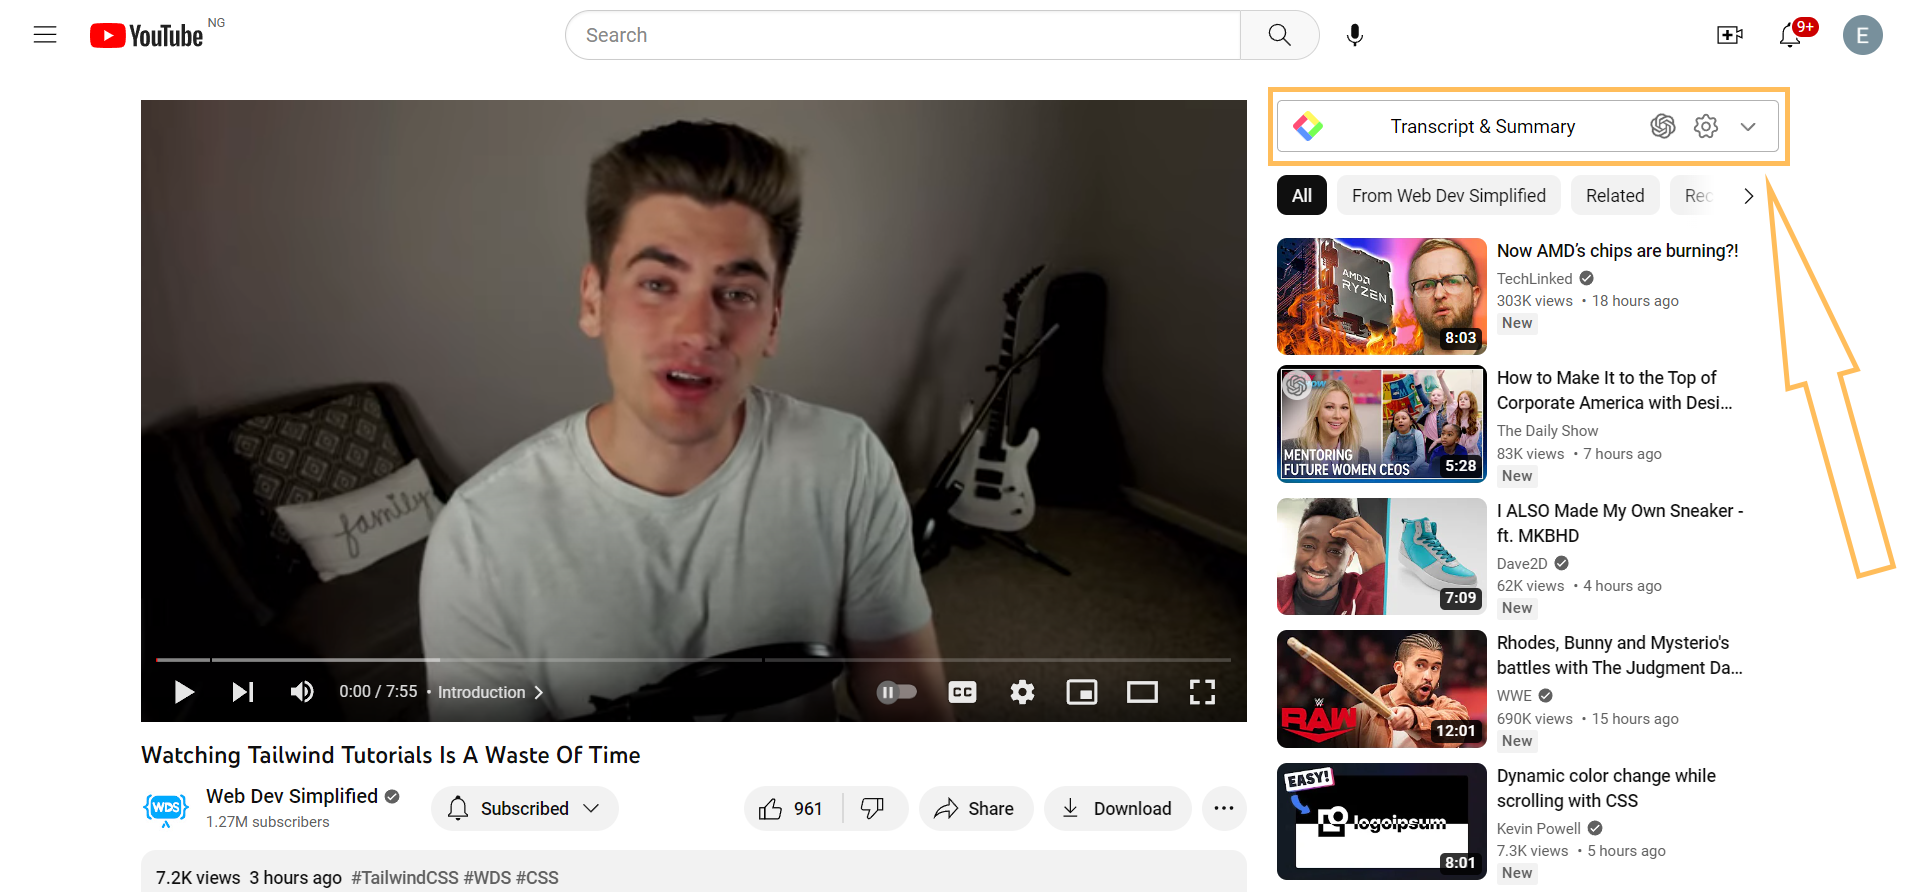 YouTube NG
Search
9+
E
Transcript & Summary
All
From Web Dev Simplified
Related
Rec
family
0:00 / 7:55 • Introduction
CC
Watching Tailwind Tutorials Is A Waste Of Time
WDS
Web Dev Simplified
1.27M subscribers
Subscribed
961
Share
Download
7.2K views 3 hours ago #TailwindCSS #WDS #CSS
AMD
RYZEN
8:03
Now AMD’s chips are burning?!
TechLinked
303K views • 18 hours ago
New
MENTORING
FUTURE WOMEN CEOS
5:28
How to Make It to the Top of
Corporate America with Desi...
The Daily Show
83K views • 7 hours ago
New
7:09
I ALSO Made My Own Sneaker -
ft. MKBHD
Dave2D
62K views • 4 hours ago
New
RAW
12:01
Rhodes, Bunny and Mysterio's
battles with The Judgment Da...
WWE
690K views • 15 hours ago
New
EASY!
logoipsum
8:01
Dynamic color change while
scrolling with CSS
Kevin Powell
7.3K views • 5 hours ago
New